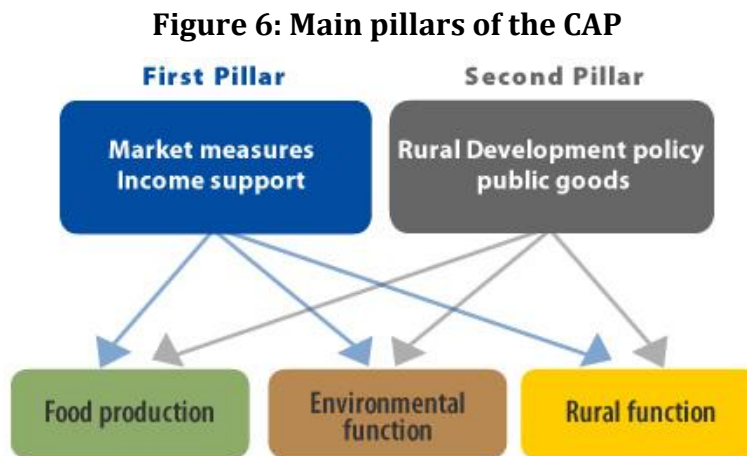 Figure 6: Main pillars of the CAP
First Pillar
Second Pillar
Market measures
Income support
Rural Development policy
public goods
Food production
Environmental
function
Rural function